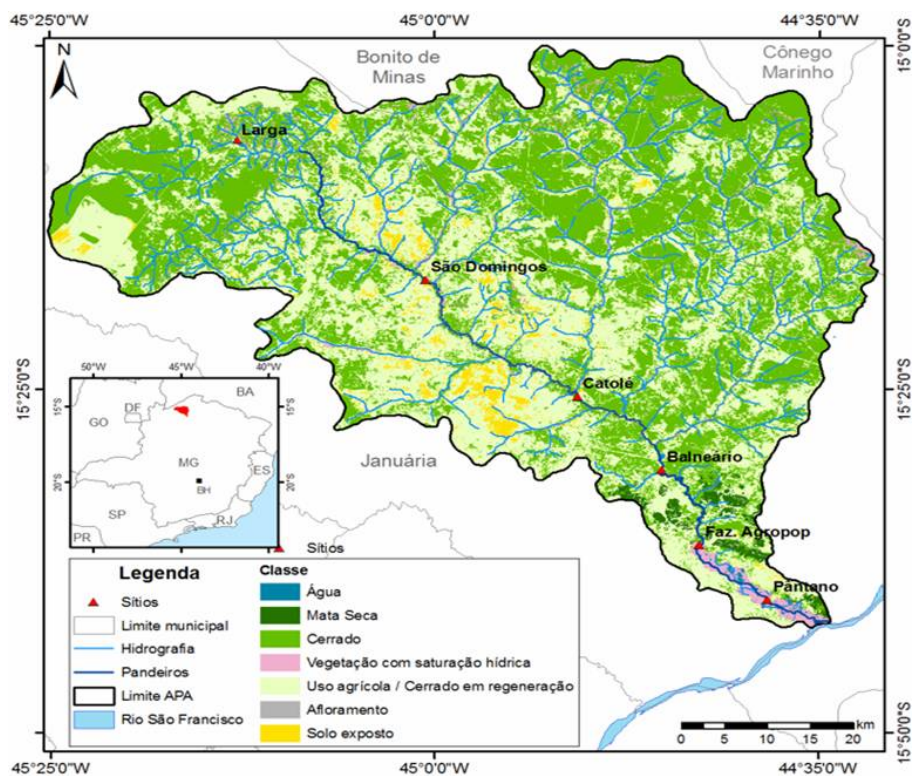 45°25'0"W 45°0'0"W 44°35'0"W
15°0'S
N
Bonito de
Minas
Cônego
Marinho
Larga
São Domingos
Catolé
15°25'S
15°25'S
Balneário
Januária
Faz. Agropop
Pântano
50°0'W 45°0'W 40°0'W
BA
15°S
15°S
DF
GO
MG
ES
20°S
20°S
BH
SP
RJ
PR
Sítios
Legenda
Sítios
Limite municipal
Hidrografia
Pandeiros
Limite APA
Rio São Francisco
Classe
Água
Mata Seca
Cerrado
Vegetação com saturação hídrica
Uso agrícola / Cerrado em regeneração
Afloramento
Solo exposto
km
0 2 5 10 15 20
15°50'S
45°25'0"W 45°0'0"W 44°35'0"W